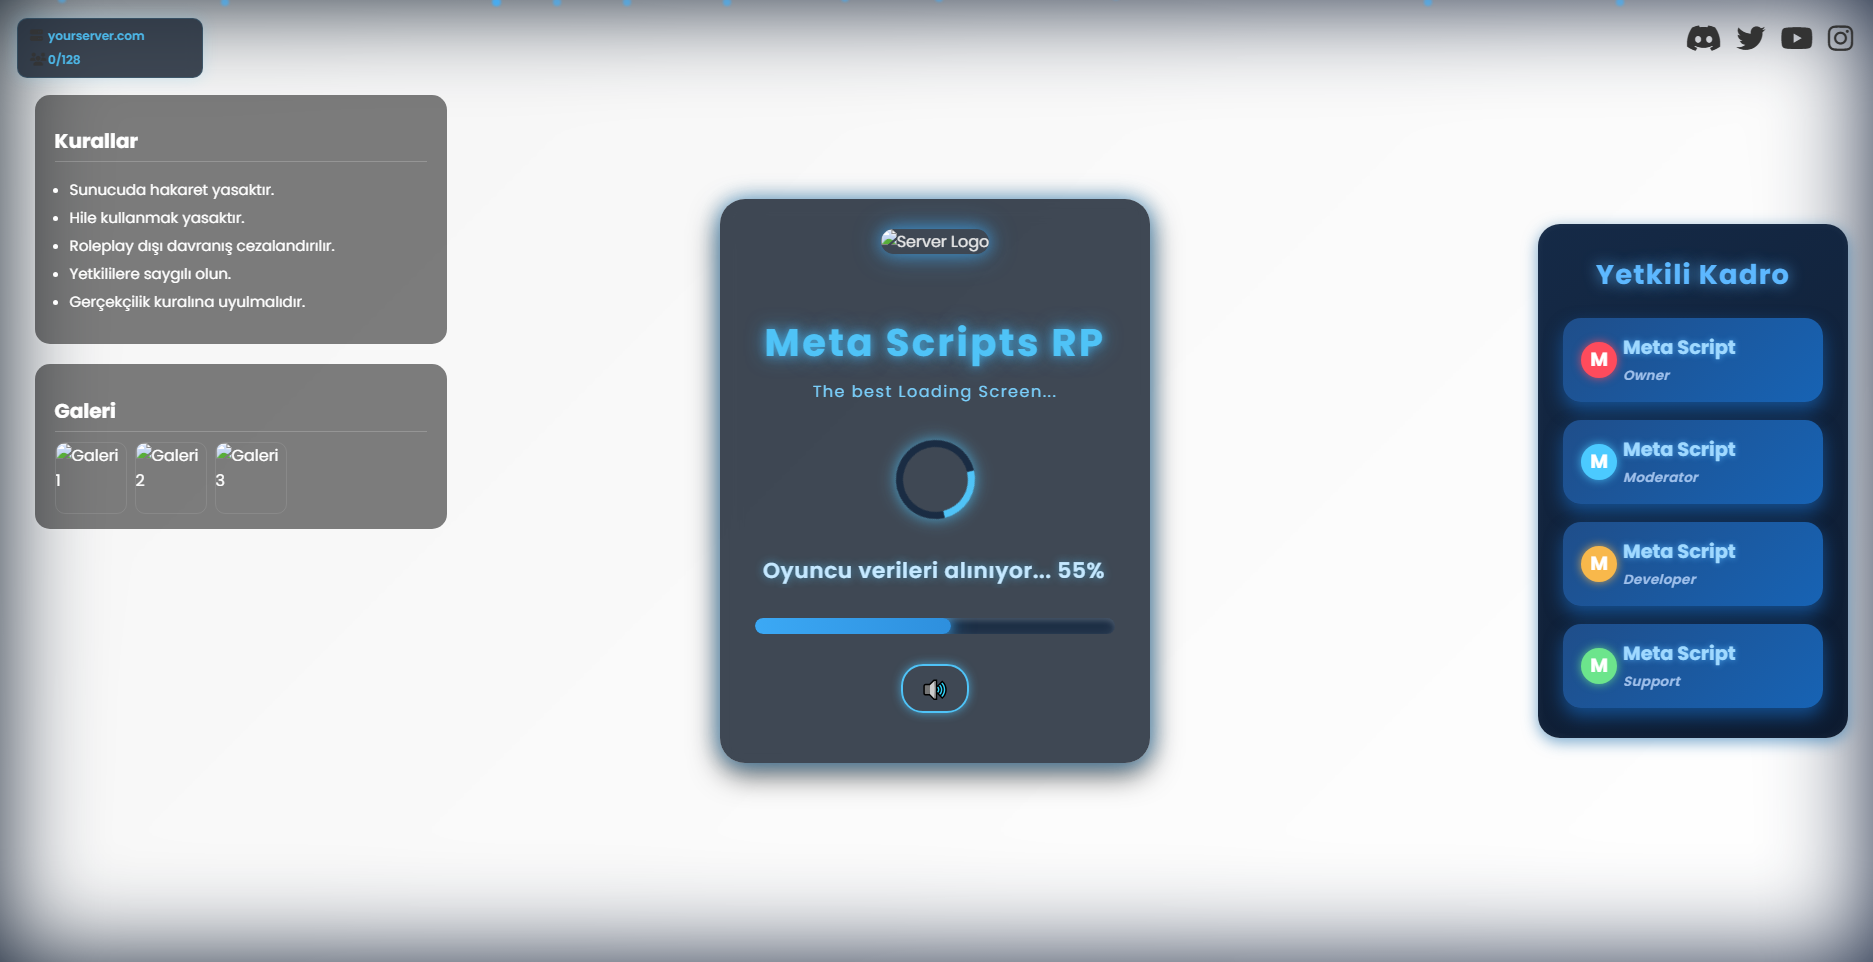 yourserver.com
0/128
Kurallar
Sunucuda hakaret yasaktır.
Hile kullanmak yasaktır.
Roleplay dışı davranış cezalandırılır.
Yetkililere saygılı olun.
Gerçekçilik kuralına uyulmalıdır.
Galeri
Galeri 1
Galeri 2
Galeri 3
Server Logo
Meta Scripts RP
The best Loading Screen...
Oyuncu verileri alınıyor... 55%
Yetkili Kadro
M
Meta Script
Owner
M
Meta Script
Moderator
M
Meta Script
Developer
M
Meta Script
Support